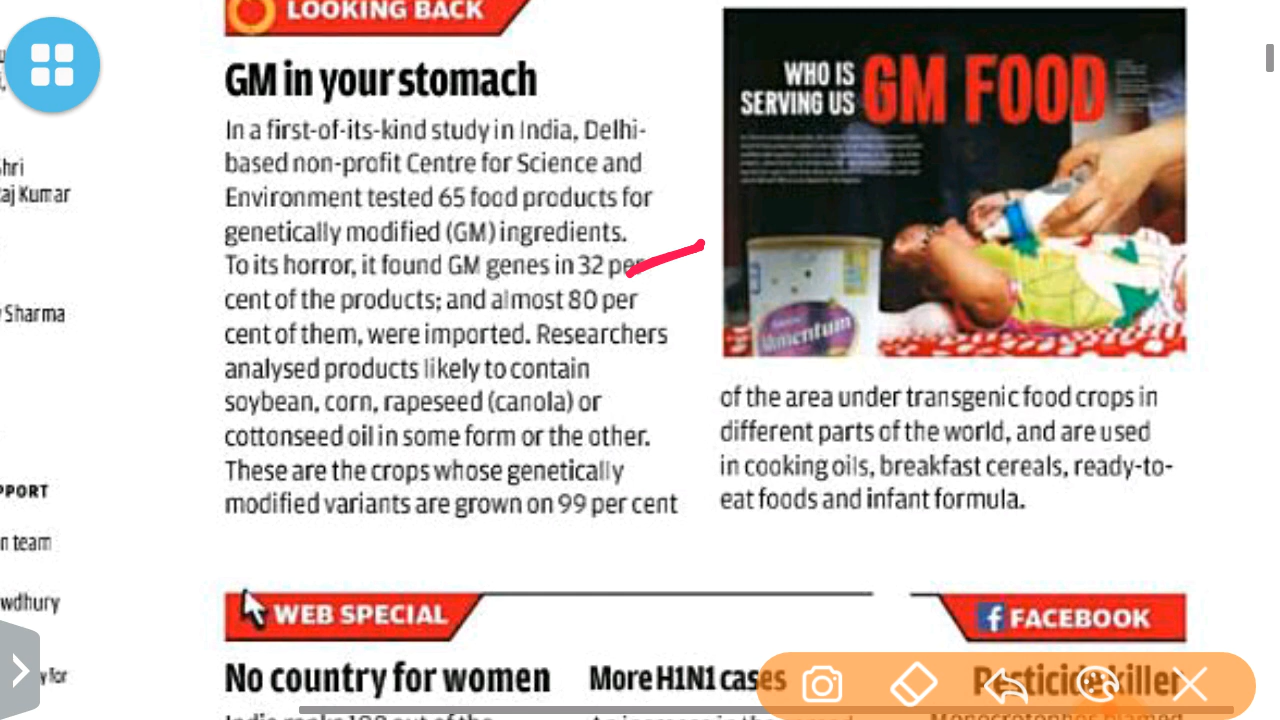 LOOKING BACK
GM in your stomach
In a first-of-its-kind study in India, Delhi-
based non-profit Centre for Science and
Environment tested 65 food products for
genetically modified (GM) ingredients.
To its horror, it found GM genes in 32 per
cent of the products; and almost 80 per
cent of them, were imported. Researchers
analysed products likely to contain
soybean, corn, rapeseed (canola) or
cottonseed oil in some form or the other.
These are the crops whose genetically
modified variants are grown on 99 per cent
WHO IS
SERVING US
GM FOOD
of the area under transgenic food crops in
different parts of the world, and are used
in cooking oils, breakfast cereals, ready-to-
eat foods and infant formula.
Kumar
Sharma
team
for
WEB SPECIAL
No country for women
More H1N1 cases
f FACEBOOK
Pesticide killer